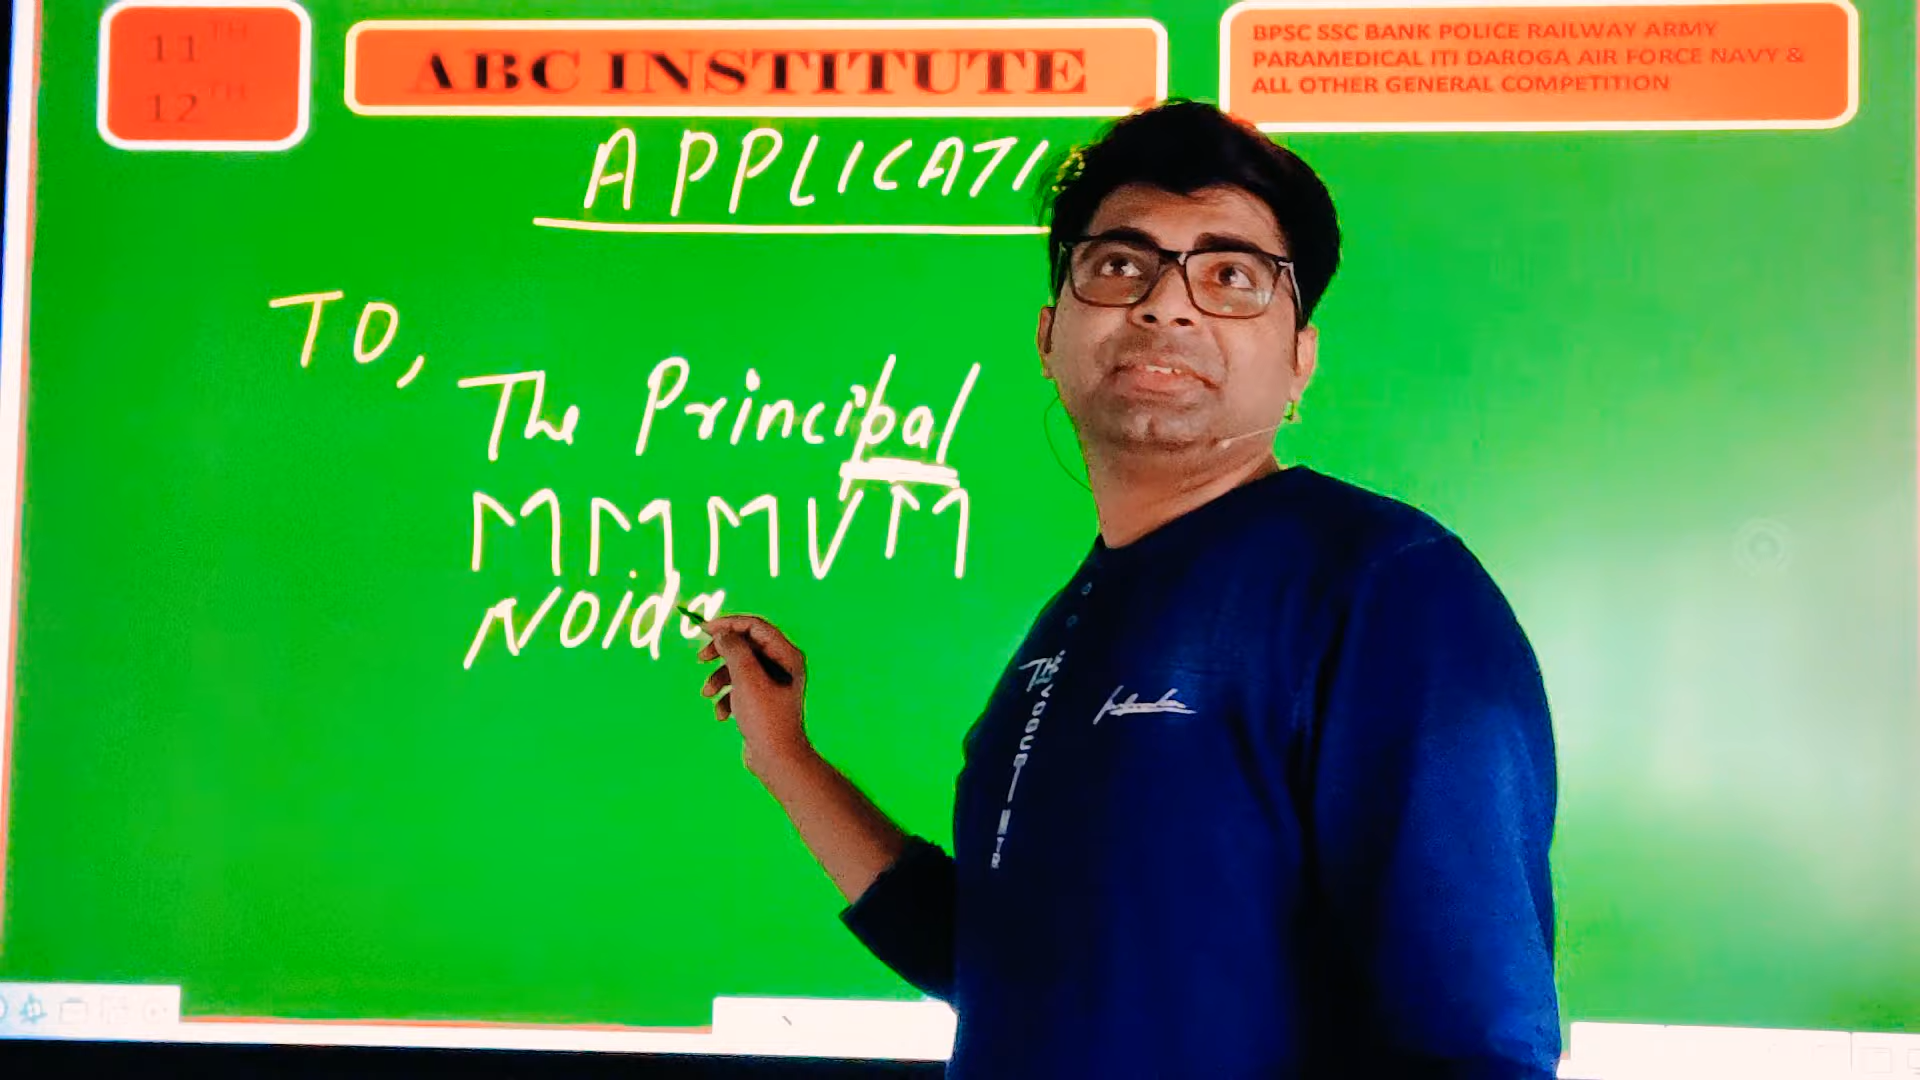 11TH
12TH
ABC INSTITUTE
BPSC SSC BANK POLICE RAILWAY ARMY
PARAMEDICAL ITI DAROGA AIR FORCE NAVY &
ALL OTHER GENERAL COMPETITION
APPLICATI
TO,
The Principal
MMMVM
Noida